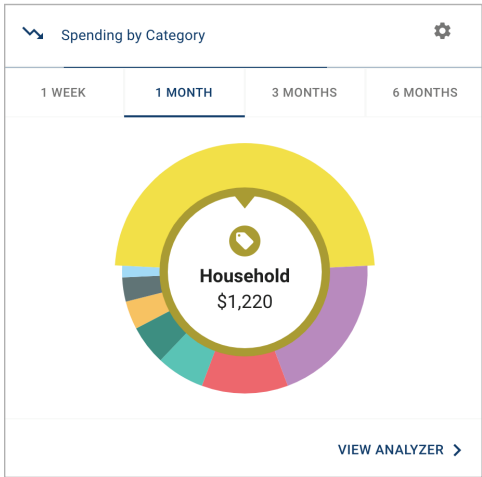 Spending by Category
1 WEEK
1 MONTH
3 MONTHS
6 MONTHS
Household
$1,220
VIEW ANALYZER